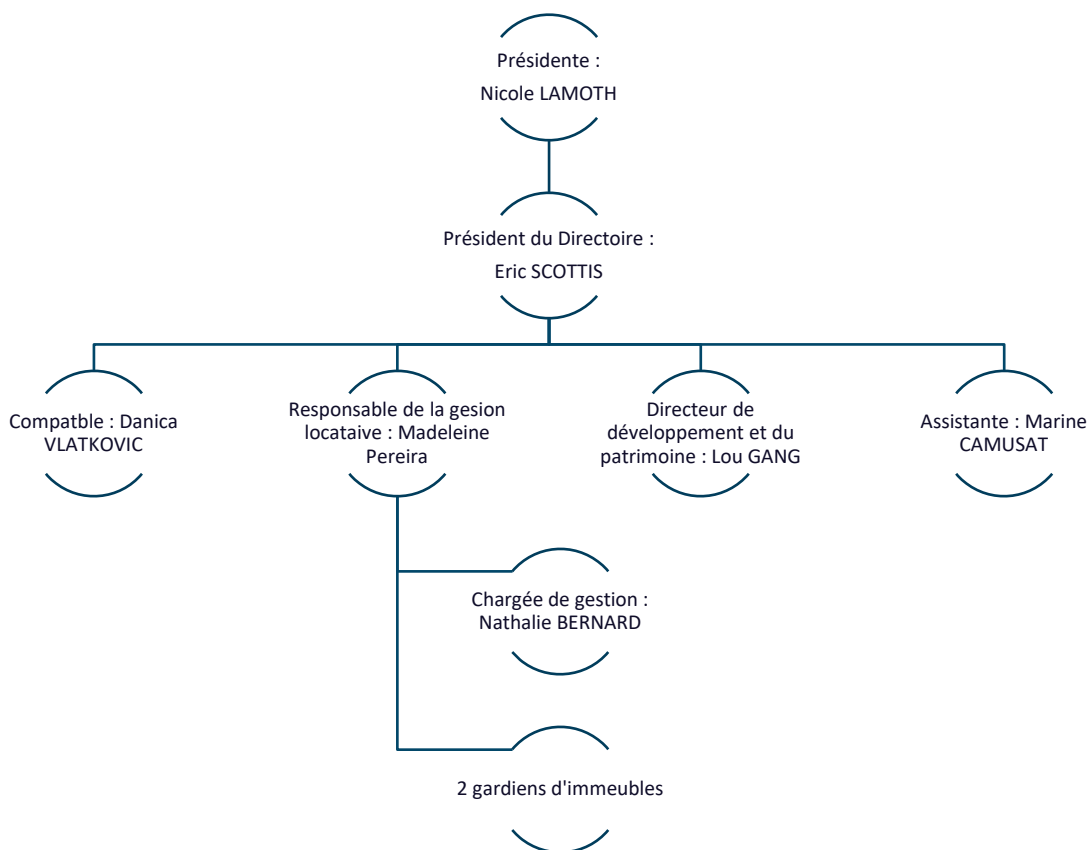 Présidente :
Nicole LAMOTH
Président du Directoire :
Eric SCOTTIS
Compatble : Danica
VLATKOVIC
Responsable de la gesion
locataive : Madeleine
Pereira
Directeur de
développement et du
patrimoine : Lou GANG
Assistante : Marine
CAMUSAT
Chargée de gestion :
Nathalie BERNARD
2 gardiens d'immeubles